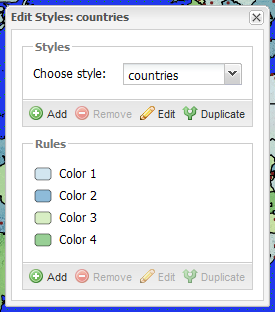 Edit Styles: countries
Styles
Choose style: countries
Add Remove Edit Duplicate
Rules
Color 1
Color 2
Color 3
Color 4
Add Remove Edit Duplicate